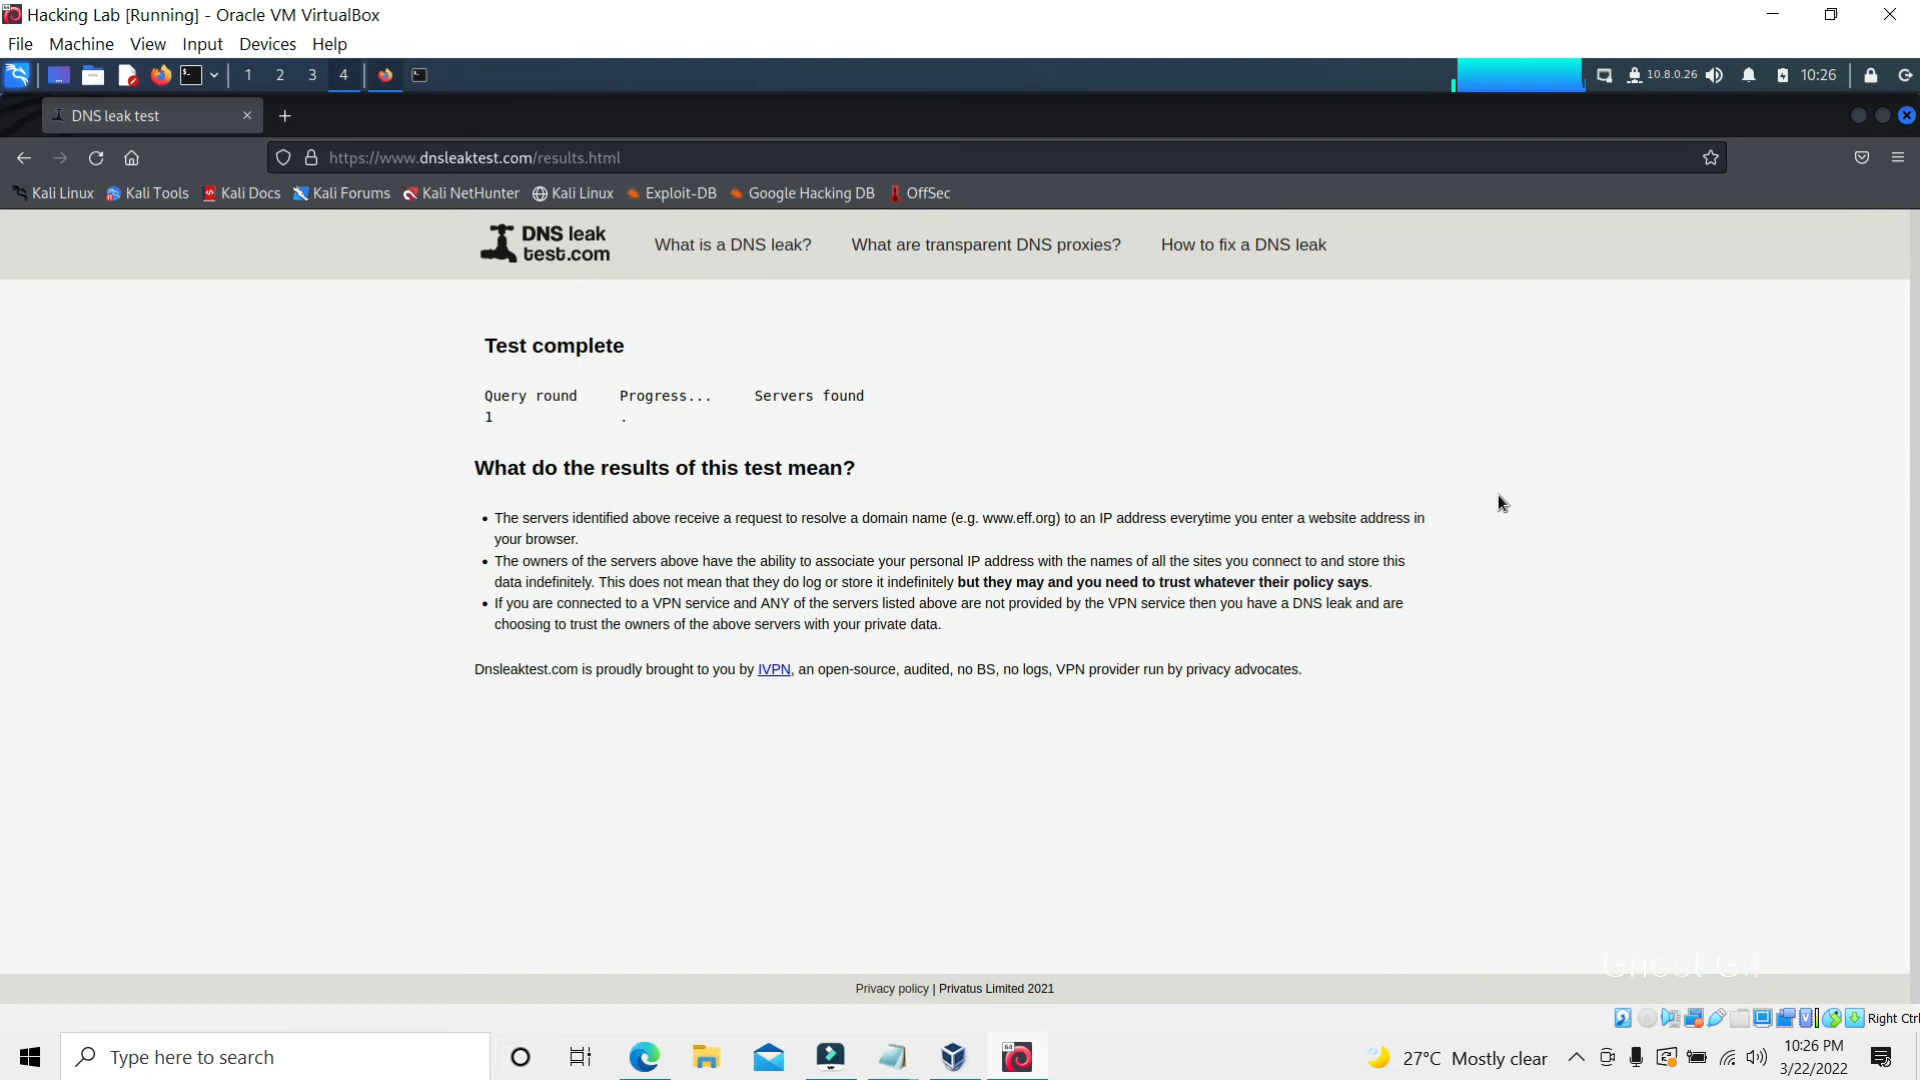 Hacking Lab [Running] - Oracle VM VirtualBox
File Machine View Input Devices Help
1 2 3 4 10.8.0.26 10:26
DNS leak test
https://www.dnsleaktest.com/results.html
Kali Linux Kali Tools Kali Docs Kali Forums Kali NetHunter Kali Linux Exploit-DB Google Hacking DB OffSec
DNS leak
test.com
What is a DNS leak? What are transparent DNS proxies? How to fix a DNS leak
Test complete
Query round Progress... Servers found
1 .
What do the results of this test mean?
• The servers identified above receive a request to resolve a domain name (e.g. www.eff.org) to an IP address everytime you enter a website address in
your browser.
• The owners of the servers above have the ability to associate your personal IP address with the names of all the sites you connect to and store this
data indefinitely. This does not mean that they do log or store it indefinitely but they may and you need to trust whatever their policy says.
• If you are connected to a VPN service and ANY of the servers listed above are not provided by the VPN service then you have a DNS leak and are
choosing to trust the owners of the above servers with your private data.
Dnsleaktest.com is proudly brought to you by IVPN, an open-source, audited, no BS, no logs, VPN provider run by privacy advocates.
Ghost Gil
Privacy policy | Privatus Limited 2021
Right Ctrl
Type here to search
64
27°C Mostly clear
10:26 PM
3/22/2022